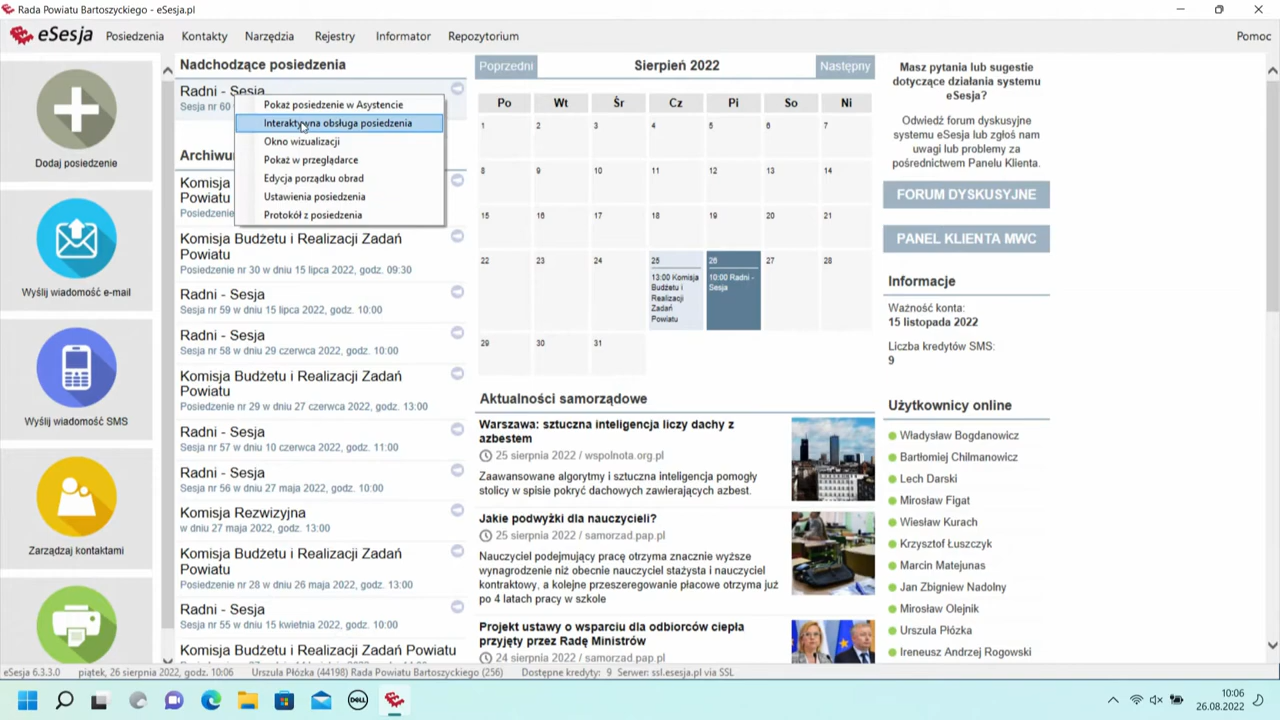 Rada Powiatu Bartoszyckiego - eSesja.pl
eSesja
Posiedzenia
Kontakty
Narzędzia
Rejestry
Informator
Repozytorium
Pomoc
Dodaj posiedzenie
Wyślij wiadomość e-mail
Wyślij wiadomość SMS
Zarządzaj kontaktami
Nadchodzące posiedzenia
Radni - Sesja
Sesja nr 60
Pokaż posiedzenie w Asystencie
Interaktywna obsługa posiedzenia
Okno wizualizacji
Pokaż w przeglądarce
Edycja porządku obrad
Ustawienia posiedzenia
Protokół z posiedzenia
Komisja
Powiatu
Komisja Budżetu i Realizacji Zadań
Powiatu
Posiedzenie nr 30 w dniu 15 lipca 2022, godz. 09:30
Radni - Sesja
Sesja nr 59 w dniu 15 lipca 2022, godz. 10:00
Radni - Sesja
Sesja nr 58 w dniu 29 czerwca 2022, godz. 10:00
Komisja Budżetu i Realizacji Zadań
Powiatu
Posiedzenie nr 29 w dniu 27 czerwca 2022, godz. 13:00
Radni - Sesja
Sesja nr 57 w dniu 10 czerwca 2022, godz. 11:00
Radni - Sesja
Sesja nr 56 w dniu 27 maja 2022, godz. 10:00
Komisja Rezwizyjna
w dniu 27 maja 2022, godz. 13:00
Komisja Budżetu i Realizacji Zadań
Powiatu
Posiedzenie nr 28 w dniu 26 maja 2022, godz. 13:00
Radni - Sesja
Sesja nr 55 w dniu 15 kwietnia 2022, godz. 10:00
Komisja Budżetu i Realizacji Zadań Powiatu
Poprzedni
Sierpień 2022
Następny
Po Wt Śr Cz Pi So Ni
1 2 3 4 5 6 7
8 9 10 11 12 13 14
15 16 17 18 19 20 21
22 23 24 25 26 27 28
13:00 Komisja
Budżetu i
Realizacji
Zadań
Powiatu
10:00 Radni -
Sesja
29 30 31
Aktualności samorządowe
Warszawa: sztuczna inteligencja liczy dachy z
azbestem
25 sierpnia 2022 / wspolnota.org.pl
Zaawansowane algorytmy i sztuczna inteligencja pomogły
stolicy w spisie pokryć dachowych zawierających azbest.
Jakie podwyżki dla nauczycieli?
25 sierpnia 2022 / samorzad.pap.pl
Nauczyciel podejmujący pracę otrzyma znacznie wyższe
wynagrodzenie niż obecnie nauczyciel stażysta i nauczyciel
kontraktowy, a kolejne przeszeregowanie płacowe otrzyma już
po 4 latach pracy w szkole
Projekt ustawy o wsparciu dla odbiorców ciepła
przyjęty przez Radę Ministrów
24 sierpnia 2022 / samorzad.pap.pl
Masz pytania lub sugestie
dotyczące działania systemu
eSesja?
Odwiedź forum dyskusyjne
systemu eSesja lub zgłoś nam
uwagi lub problemy za
pośrednictwem Panelu Klienta.
FORUM DYSKUSYJNE
PANEL KLIENTA MWC
Informacje
Ważność konta:
15 listopada 2022
Liczba kredytów SMS:
9
Użytkownicy online
Władysław Bogdanowicz
Bartłomiej Chilmanowicz
Lech Darski
Mirosław Figat
Wiesław Kurach
Krzysztof Łuszczyk
Marcin Matejunas
Jan Zbigniew Nadolny
Mirosław Olejnik
Urszula Płózka
Ireneusz Andrzej Rogowski
eSesja 6.3.3.0 piątek, 26 sierpnia 2022, godz. 10:06 Urszula Płózka (44198) Rada Powiatu Bartoszyckiego (256) Dostępne kredyty: 9 Serwer: ssl.esesja.pl via SSL
DELL
10:06
26.08.2022